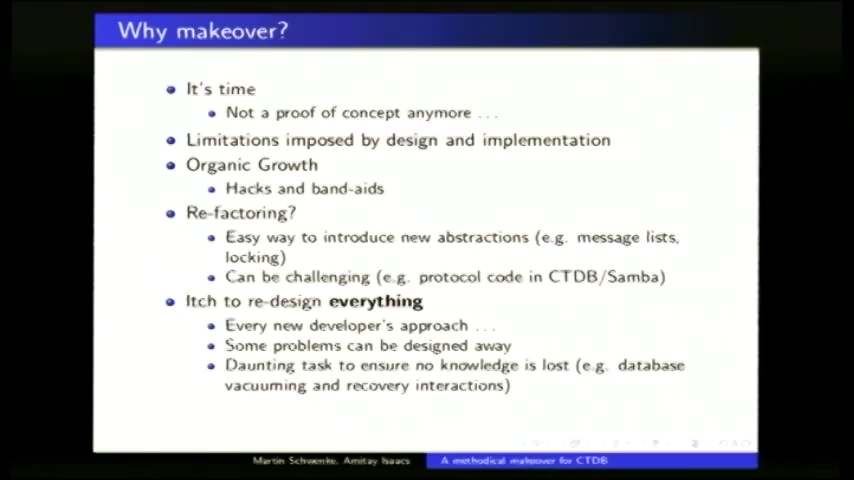 Why makeover?
It's time
Not a proof of concept anymore ...
Limitations imposed by design and implementation
Organic Growth
Hacks and band-aids
Re-factoring?
Easy way to introduce new abstractions (e.g. message lists,
locking)
Can be challenging (e.g. protocol code in CTDB/Samba)
Itch to re-design everything
Every new developer's approach ...
Some problems can be designed away
Daunting task to ensure no knowledge is lost (e.g. database
vacuuming and recovery interactions)
Martin Schwenke, Amitay Isaacs
A methodical makeover for CTDB